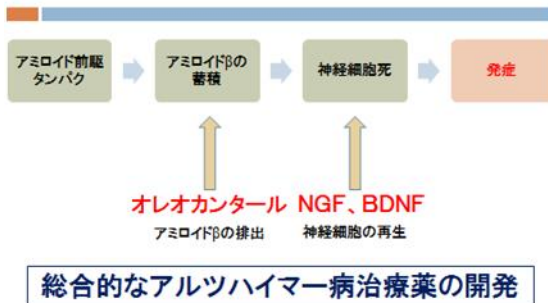 アミロイド前駆
タンパク
アミロイドβの
蓄積
神経細胞死
発症
オレオカンタール
アミロイドβの排出
NGF、BDNF
神経細胞の再生
総合的なアルツハイマー病治療薬の開発